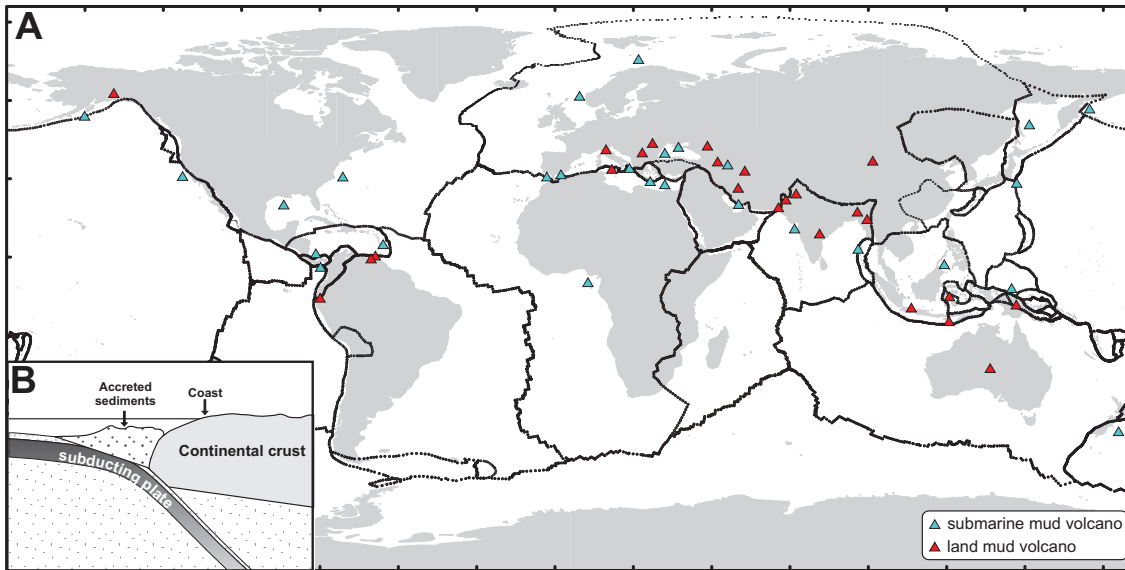 A
B
Accreted
sediments
Coast
Continental crust
subducting plate
submarine mud volcano
land mud volcano